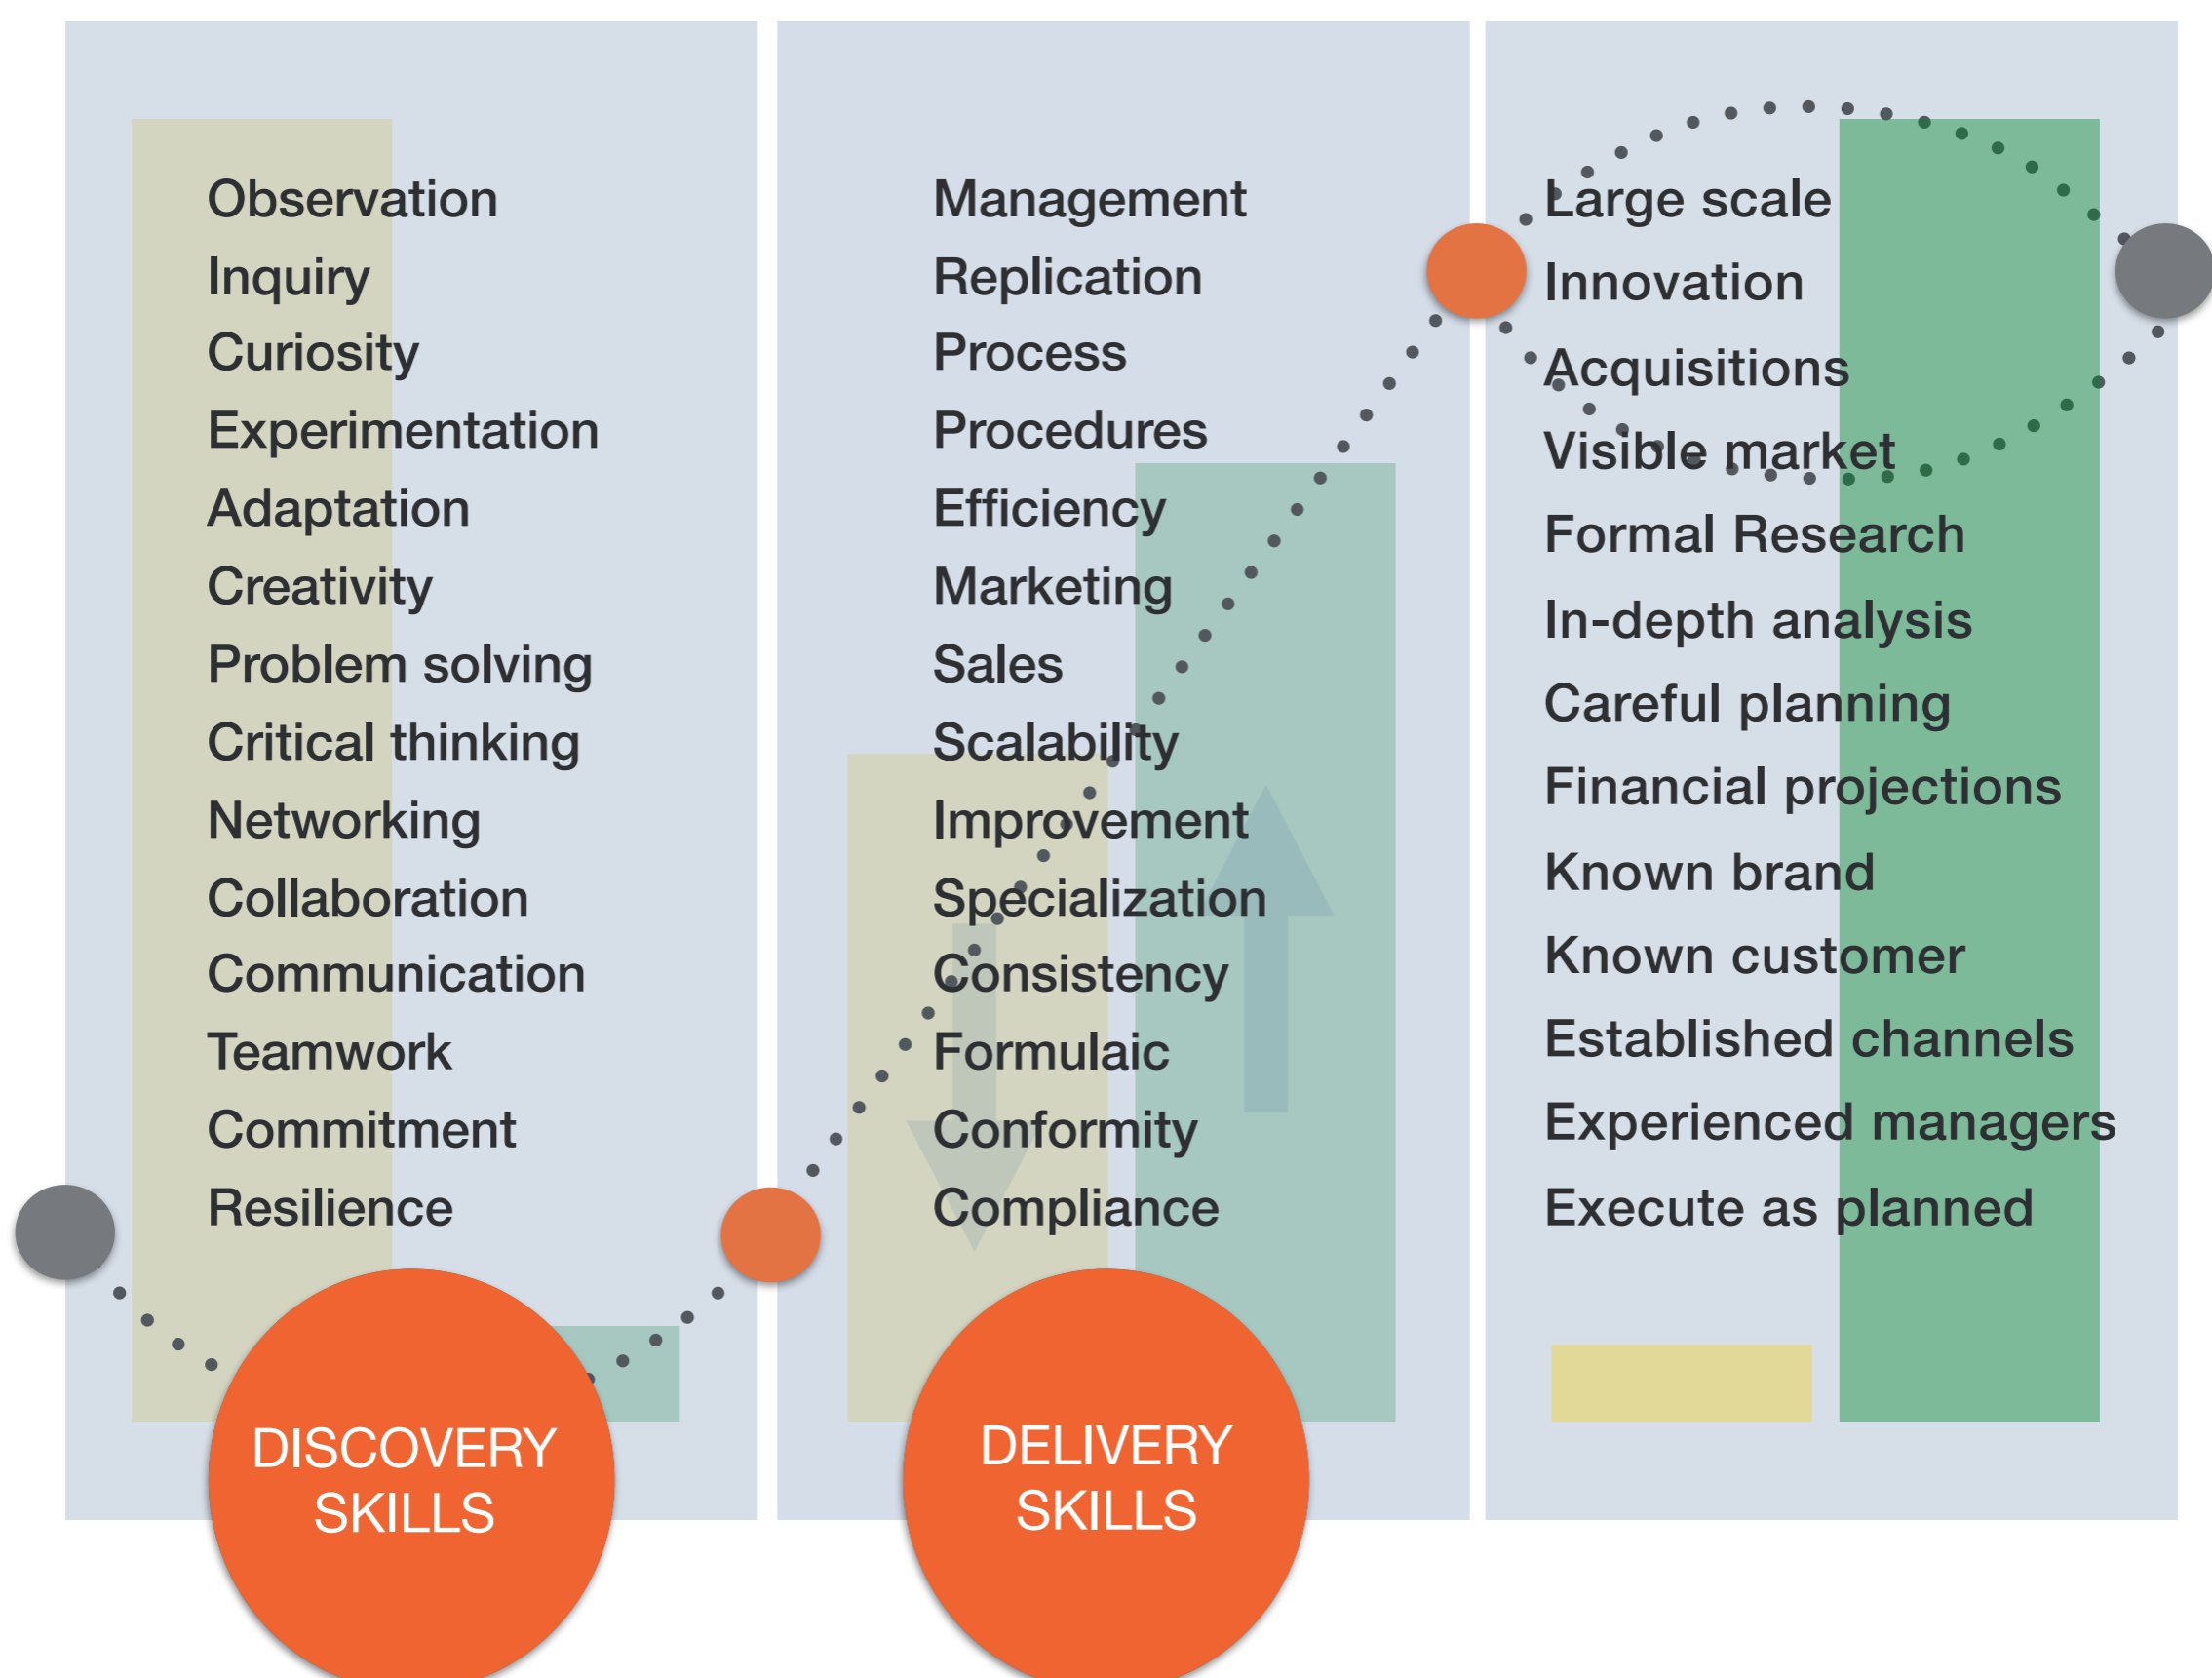 Observation
Inquiry
Curiosity
Experimentation
Adaptation
Creativity
Problem solving
Critical thinking
Networking
Collaboration
Communication
Teamwork
Commitment
Resilience
DISCOVERY
SKILLS
Management
Replication
Process
Procedures
Efficiency
Marketing
Sales
Scalability
Improvement
Specialization
Consistency
Formulaic
Conformity
Compliance
DELIVERY
SKILLS
Large scale
Innovation
Acquisitions
Visible market
Formal Research
In-depth analysis
Careful planning
Financial projections
Known brand
Known customer
Established channels
Experienced managers
Execute as planned